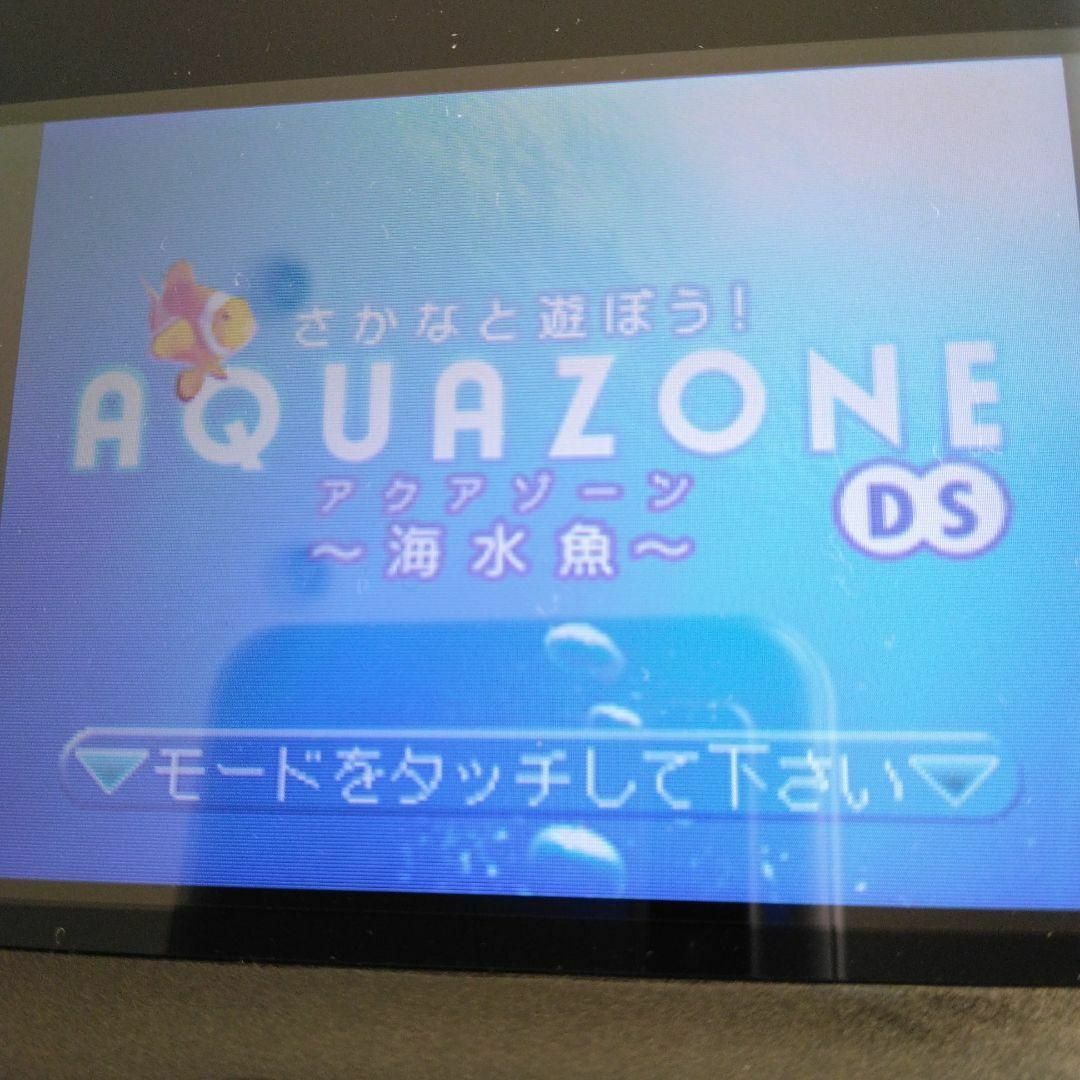 さかなと遊ぼう!
AQUAZONE
DS
アクアゾーン
～海水魚～
モードをタッチして下さい